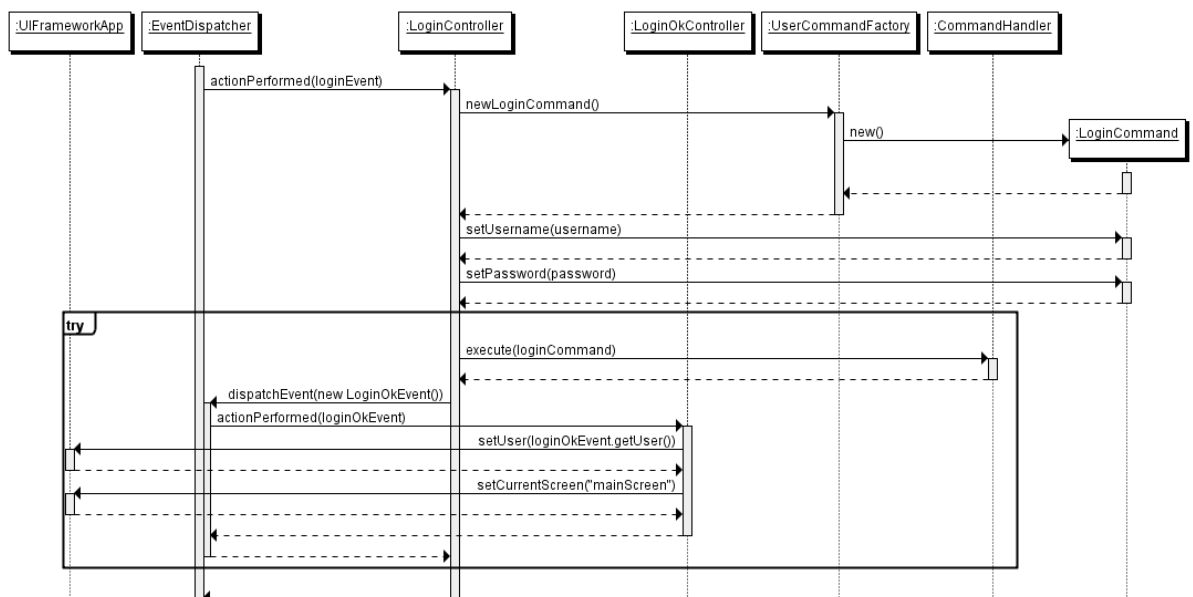 :UIFrameworkApp
:EventDispatcher
:LoginController
:LoginOkController
:UserCommandFactory
:CommandHandler
actionPerformed(loginEvent)
newLoginCommand()
new()
:LoginCommand
setUsername(username)
setPassword(password)
try
execute(loginCommand)
dispatchEvent(new LoginOkEvent())
actionPerformed(loginOkEvent)
setUser(loginOkEvent.getUser())
setCurrentScreen("mainScreen")